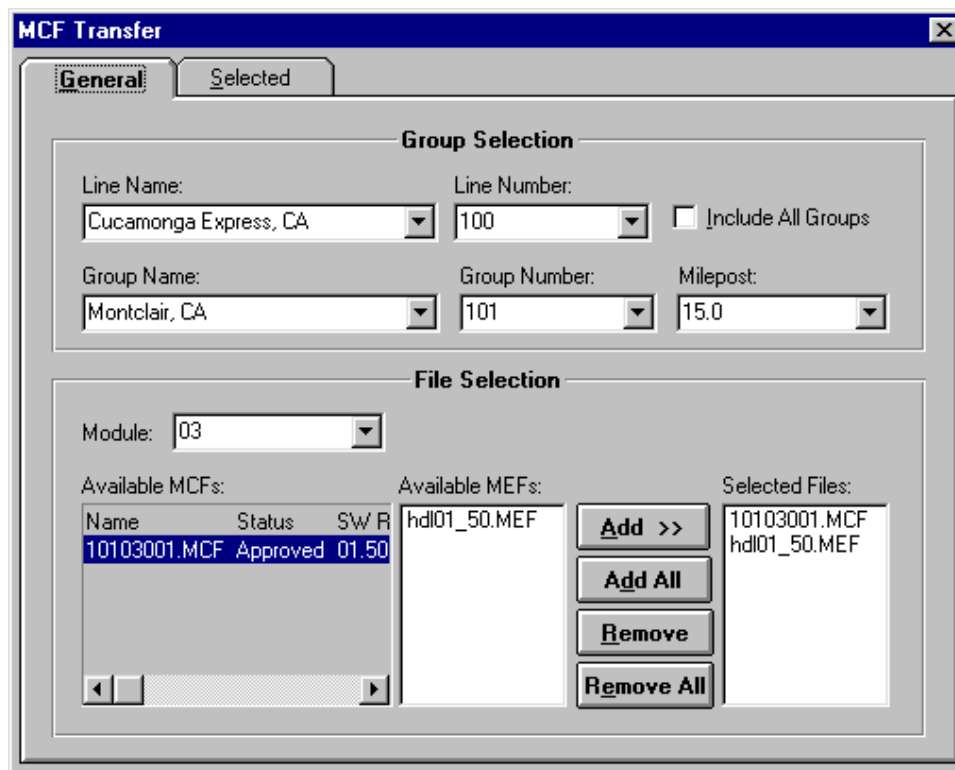 MCF Transfer
General Selected
Group Selection
Line Name: Line Number:
Cucamonga Express, CA 100 Include All Groups
Group Name: Group Number: Milepost:
Montclair, CA 101 15.0
File Selection
Module: 03
Available MCFs: Available MEFs: Selected Files:
Name Status SW R hdl01_50.MEF Add >> 10103001.MCF
10103001.MCF Approved 01.50 hdl01_50.MEF
Add All
Remove
Remove All